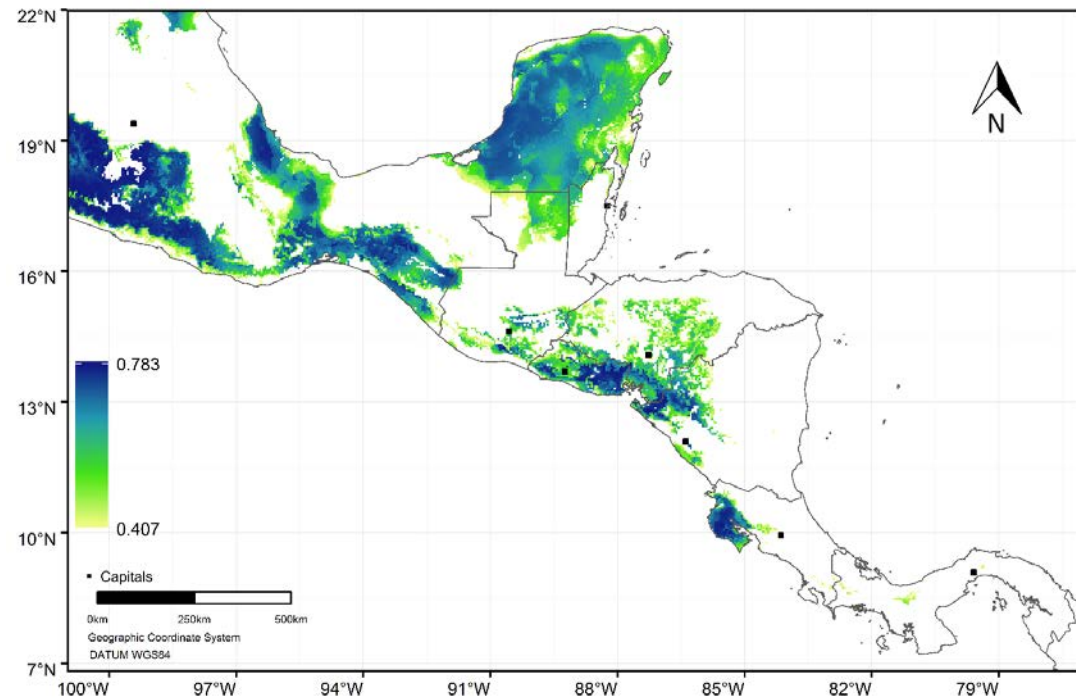 22°N
19°N
16°N
13°N
10°N
7°N
N
0.783
0.407
Capitals
0km 250km 500km
Geographic Coordinate System
DATUM WGS84
100°W 97°W 94°W 91°W 88°W 85°W 82°W 79°W